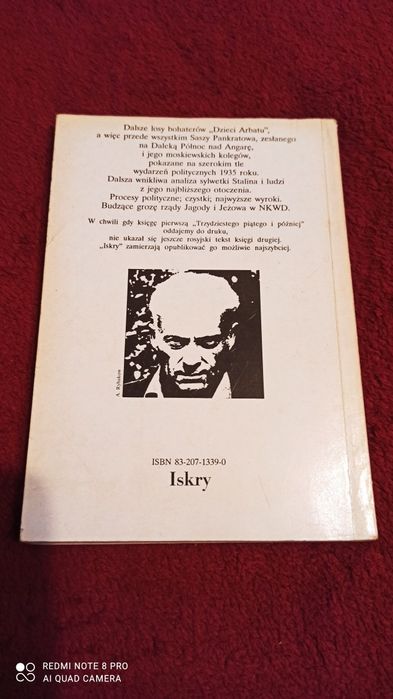 Dalsze losy bohaterów „Dzieci Arbatu”,
a więc przede wszystkim Saszy Pankratowa, zesłanego
na Daleką Północ nad Angarę,
i jego moskiewskich kolegów,
pokazane na szerokim tle
wydarzeń politycznych 1935 roku.
Dalsza wnikliwa analiza sylwetki Stalina i ludzi
z jego najbliższego otoczenia.
Procesy polityczne; czystki; najwyższe wyroki.
Budzące grozę rządy Jagody i Jeżowa w NKWD.
W chwili gdy księgę pierwszą „Trzydziestego piątego i później”
oddajemy do druku,
nie ukazał się jeszcze rosyjski tekst księgi drugiej.
„Iskry” zamierzają opublikować go możliwie najszybciej.
A. Rybakow
ISBN 83-207-1339-0
Iskry
REDMI NOTE 8 PRO
AI QUAD CAMERA